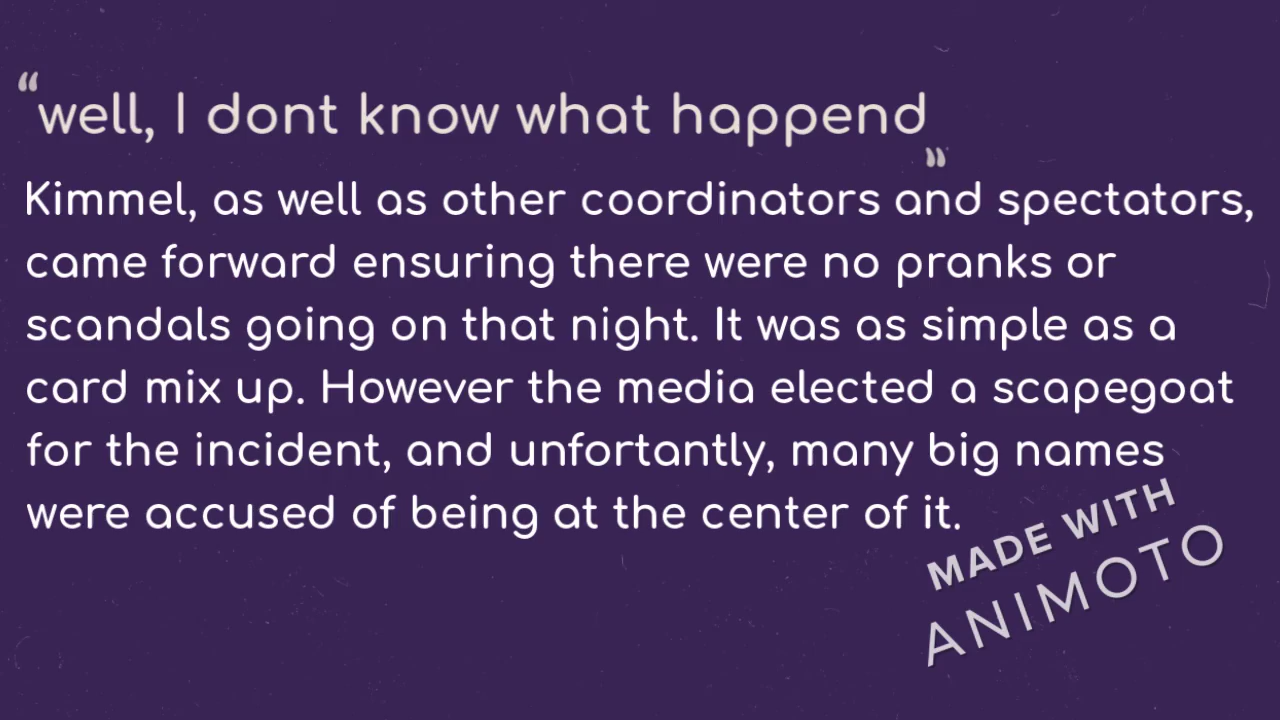 “well, I dont know what happend”
Kimmel, as well as other coordinators and spectators,
came forward ensuring there were no pranks or
scandals going on that night. It was as simple as a
card mix up. However the media elected a scapegoat
for the incident, and unfortantly, many big names
were accused of being at the center of it.
MADE WITH
ANIMOTO